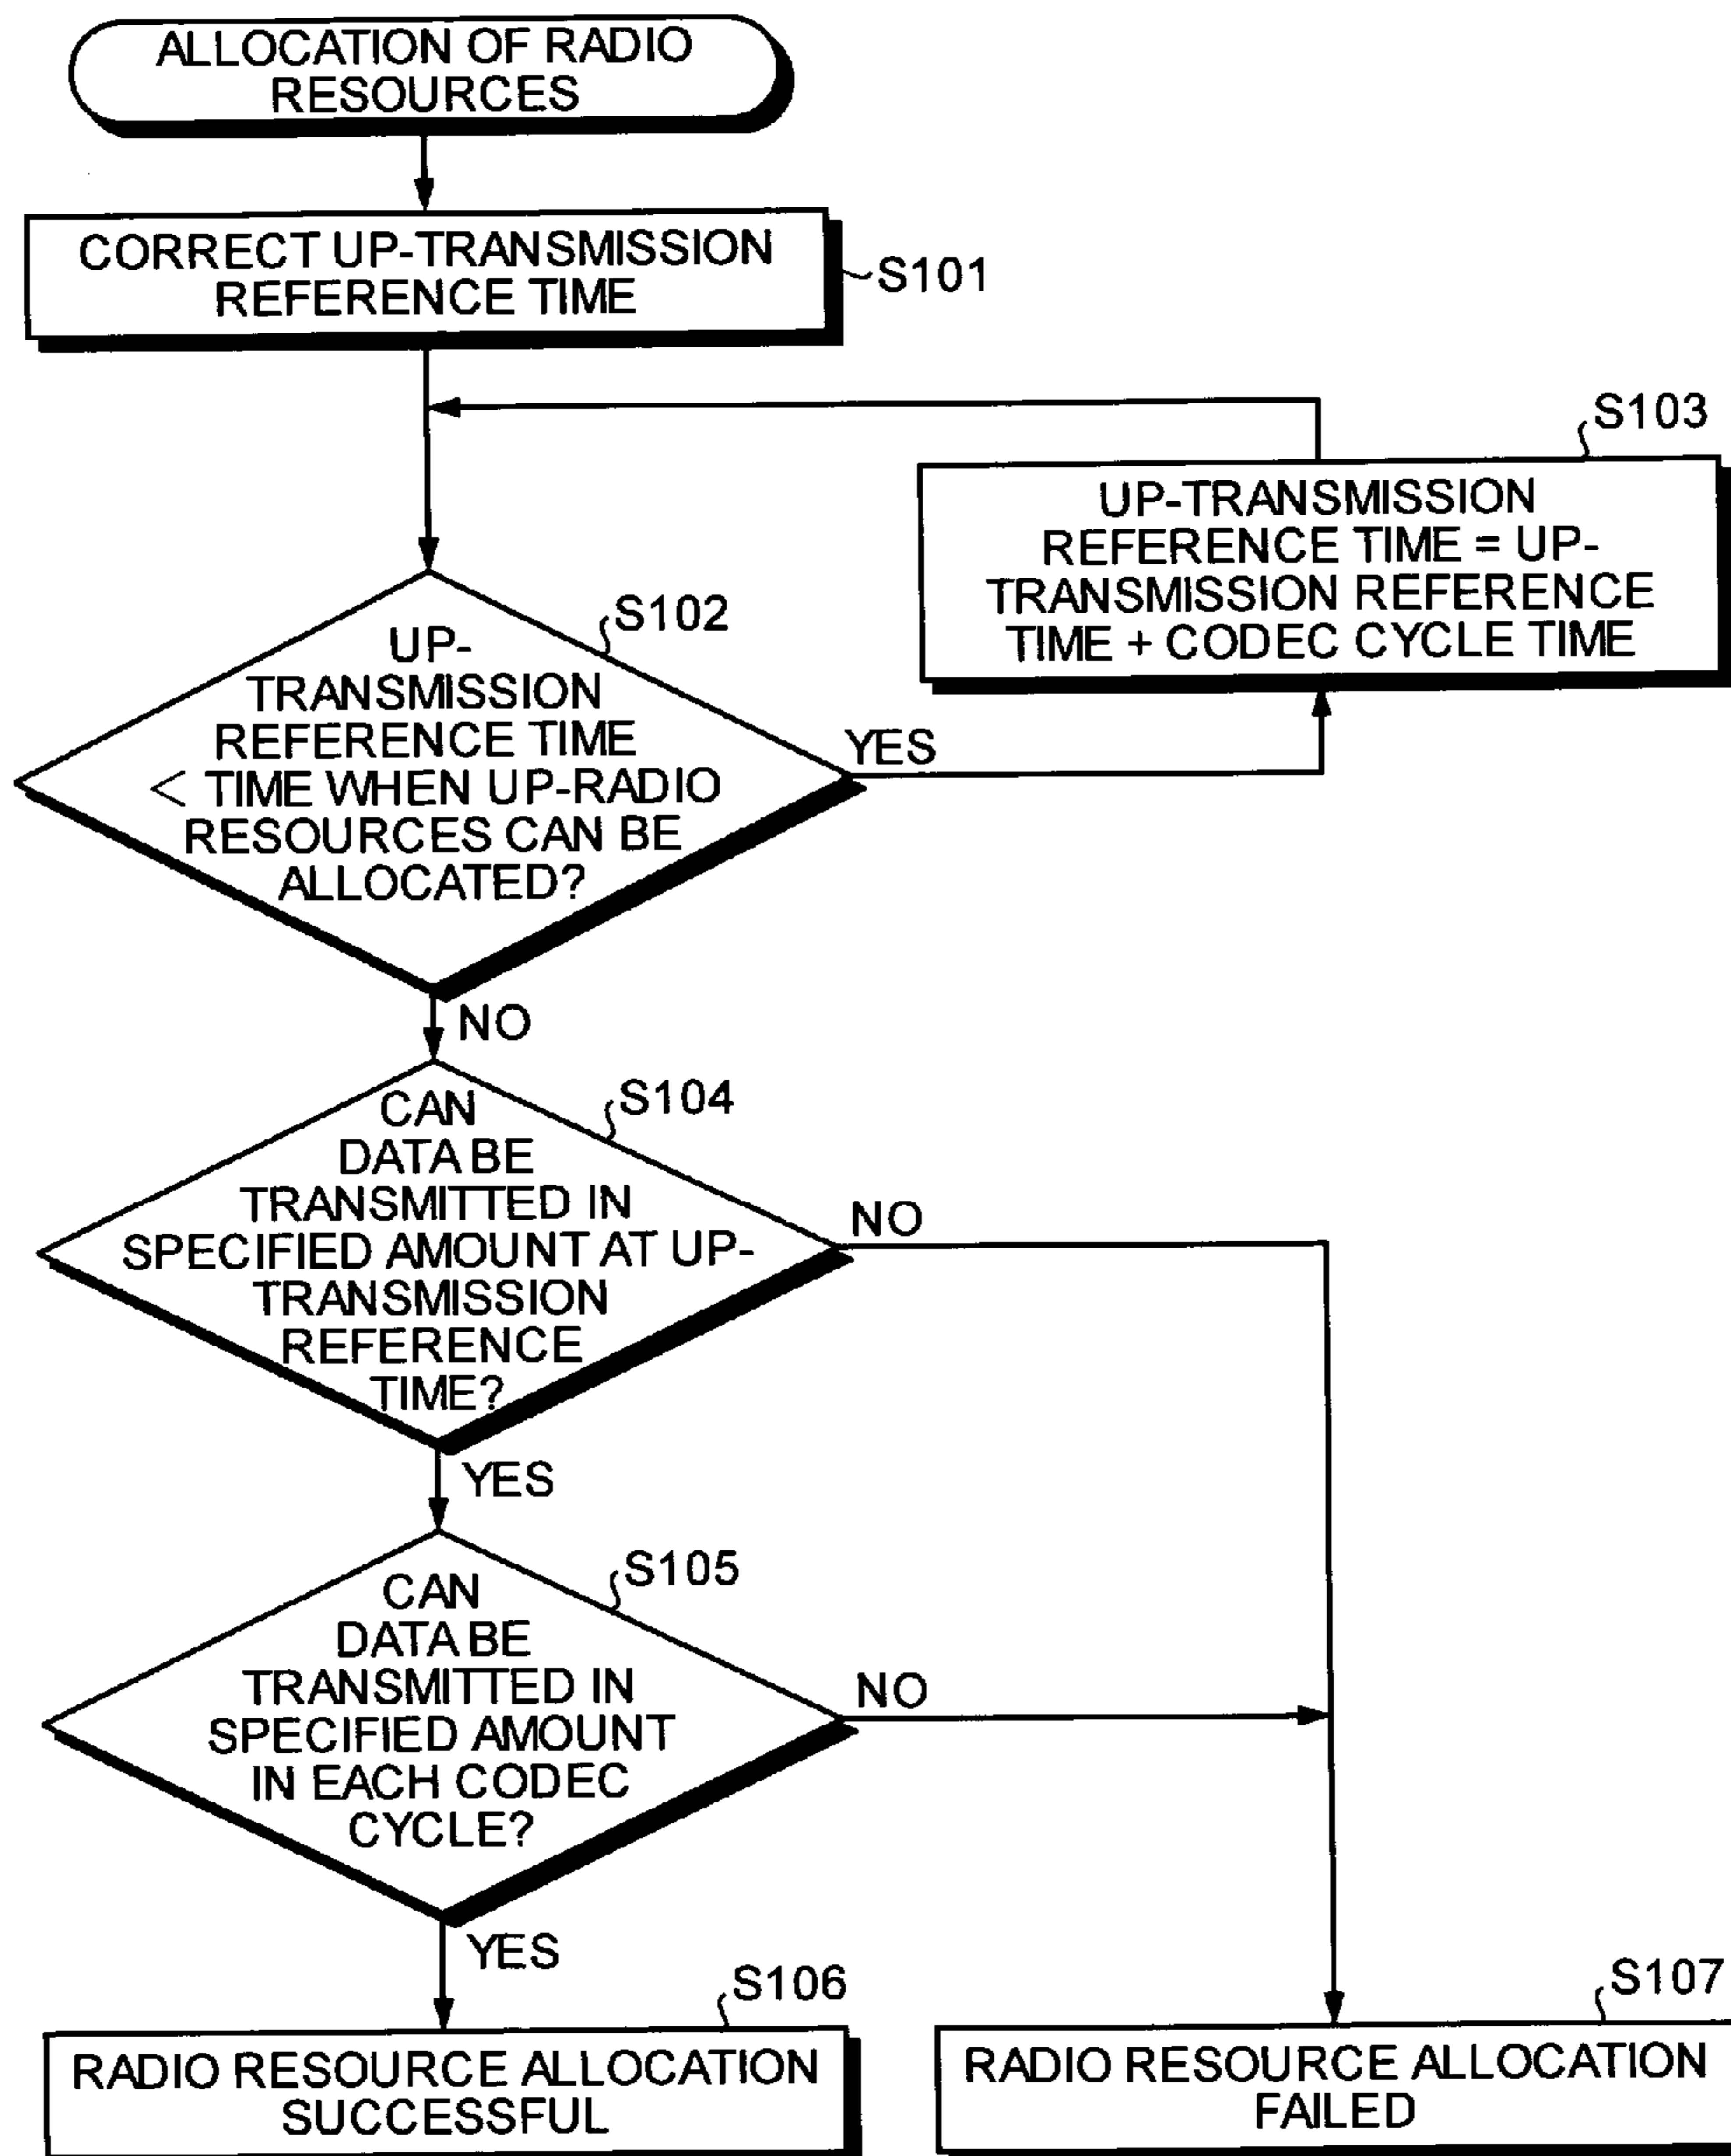 ALLOCATION OF RADIO
RESOURCES
CORRECT UP-TRANSMISSION
REFERENCE TIME
S101
S103
UP-TRANSMISSION
REFERENCE TIME = UP-
TRANSMISSION REFERENCE
TIME + CODEC CYCLE TIME
S102
UP-
TRANSMISSION
REFERENCE TIME
< TIME WHEN UP-RADIO
RESOURCES CAN BE
ALLOCATED?
YES
NO
S104
CAN
DATA BE
TRANSMITTED IN
SPECIFIED AMOUNT AT UP-
TRANSMISSION
REFERENCE
TIME?
NO
YES
S105
CAN
DATA BE
TRANSMITTED IN
SPECIFIED AMOUNT
IN EACH CODEC
CYCLE?
NO
YES
S106
RADIO RESOURCE ALLOCATION
SUCCESSFUL
S107
RADIO RESOURCE ALLOCATION
FAILED